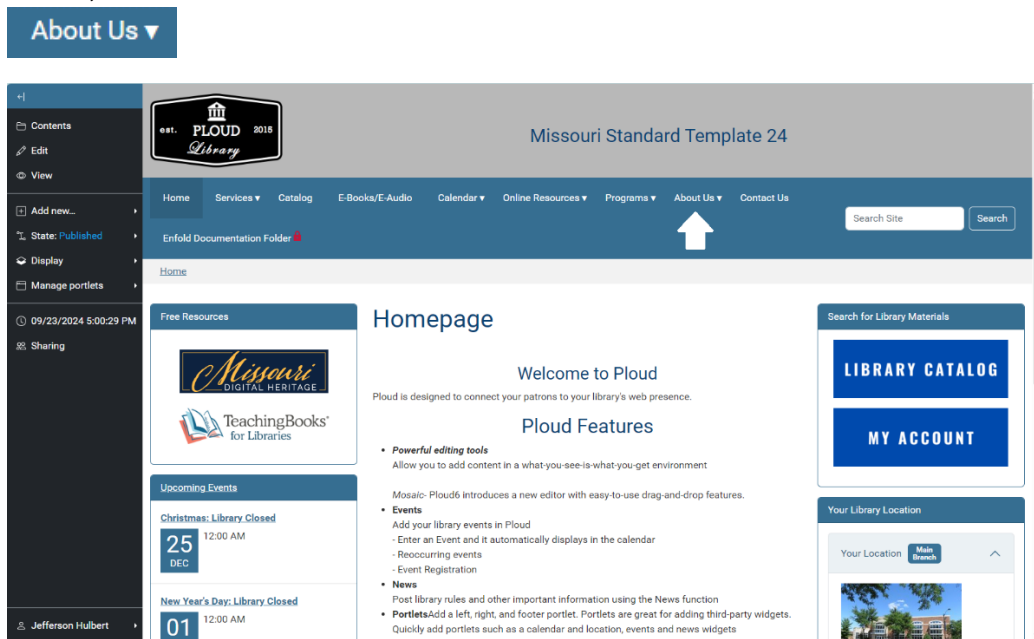 About Us ▾
Contents
Edit
View
Add new...
State: Published
Display
Manage portlets
09/23/2024 5:00:29 PM
Sharing
Jefferson Hulbert
est. PLOUD 2015
Library
Missouri Standard Template 24
Home Services ▾ Catalog E-Books/E-Audio Calendar ▾ Online Resources ▾ Programs ▾ About Us ▾ Contact Us
Enfold Documentation Folder
Search Site Search
Home
Free Resources
Missouri
DIGITAL HERITAGE
TeachingBooks
for Libraries
Upcoming Events
Christmas: Library Closed
25 12:00 AM
DEC
New Year's Day: Library Closed
01 12:00 AM
Homepage
Welcome to Ploud
Ploud is designed to connect your patrons to your library's web presence.
Ploud Features
• Powerful editing tools
Allow you to add content in a what-you-see-is-what-you-get environment
Mosaic- Ploud6 introduces a new editor with easy-to-use drag-and-drop features.
• Events
Add your library events in Ploud
- Enter an Event and it automatically displays in the calendar
- Reoccurring events
- Event Registration
• News
Post library rules and other important information using the News function
• PortletsAdd a left, right, and footer portlet. Portlets are great for adding third-party widgets.
Quickly add portlets such as a calendar and location, events and news widgets
Search for Library Materials
LIBRARY CATALOG
MY ACCOUNT
Your Library Location
Your Location Main
Branch